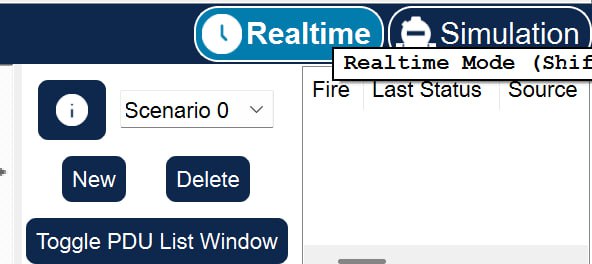 Realtime
Simulation
Realtime Mode (Shif
Scenario 0
Fire Last Status Source
New Delete
Toggle PDU List Window